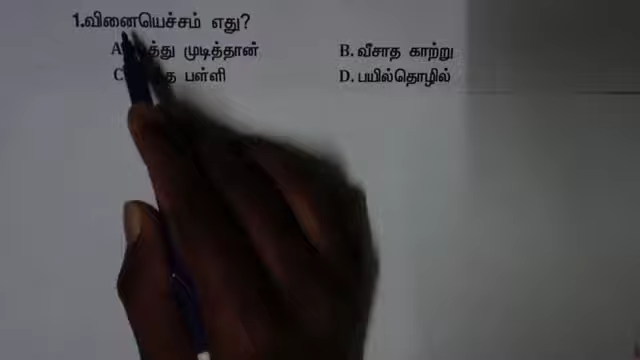 1.வினையெச்சம் எது?
A முடித்தான் B. வீசாத காற்று
C பள்ளி D. பயில்தொழில்